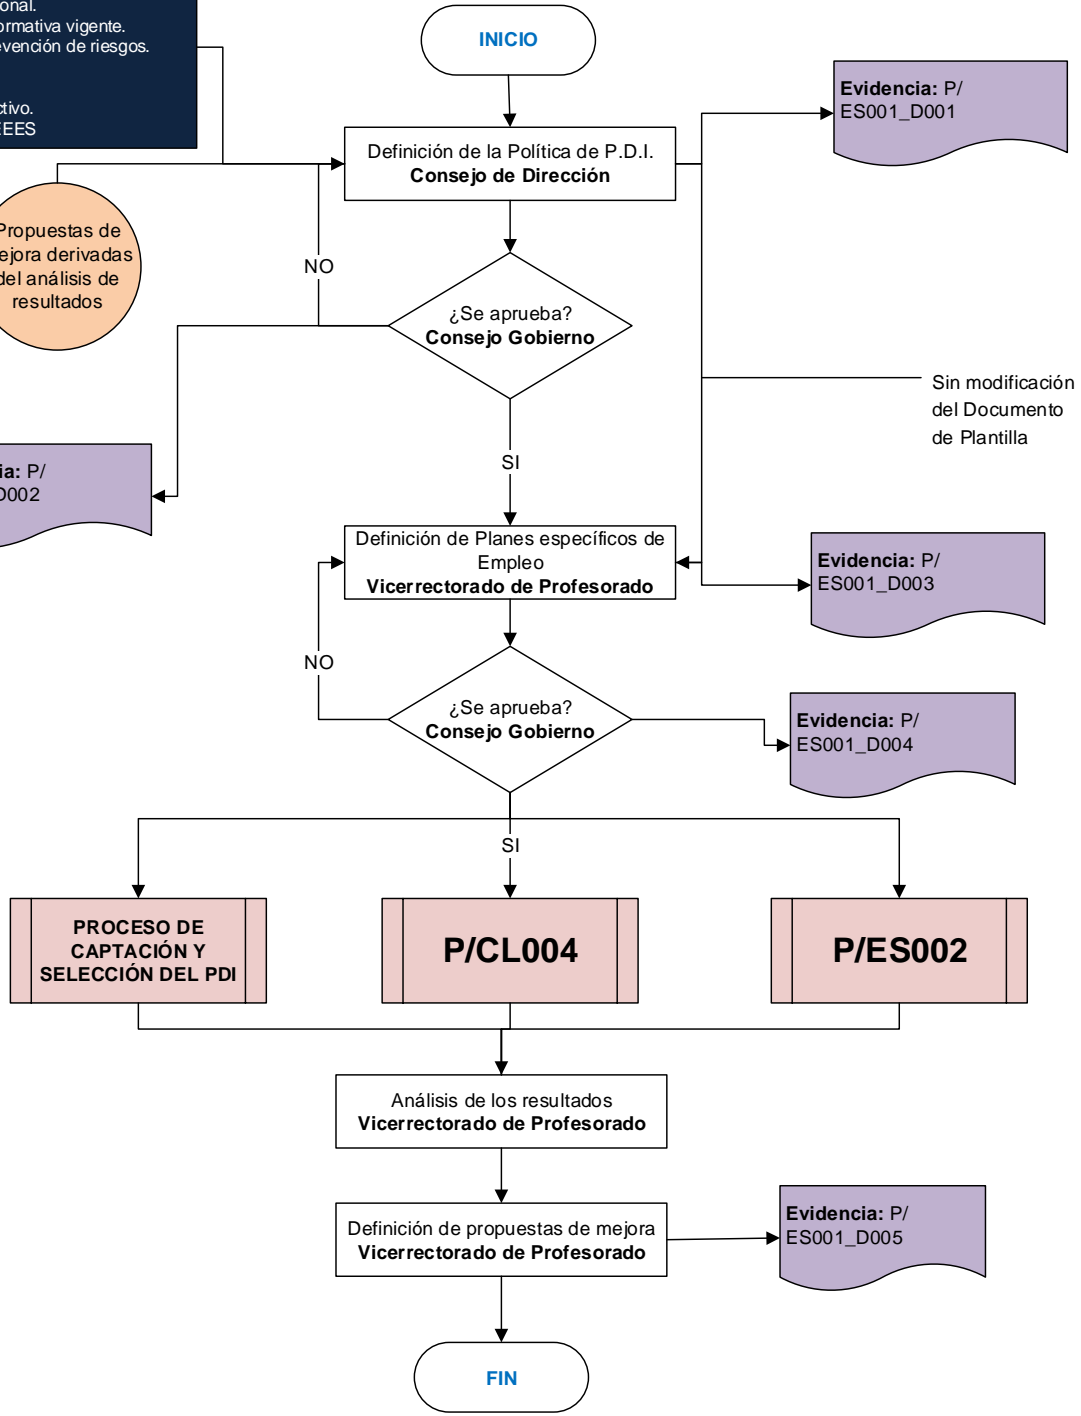 onal.
ormativa vigente.
evención de riesgos.
ctivo.
EEES
INICIO
Evidencia: P/
ES001_D001
Definición de la Política de P.D.I.
Consejo de Dirección
Propuestas de
ejora derivadas
del análisis de
resultados
NO
¿Se aprueba?
Consejo Gobierno
Sin modificación
del Documento
de Plantilla
SI
ia: P/
D002
Definición de Planes específicos de
Empleo
Vicerrectorado de Profesorado
Evidencia: P/
ES001_D003
NO
¿Se aprueba?
Consejo Gobierno
Evidencia: P/
ES001_D004
SI
PROCESO DE
CAPTACIÓN Y
SELECCIÓN DEL PDI
P/CL004
P/ES002
Análisis de los resultados
Vicerrectorado de Profesorado
Definición de propuestas de mejora
Vicerrectorado de Profesorado
Evidencia: P/
ES001_D005
FIN